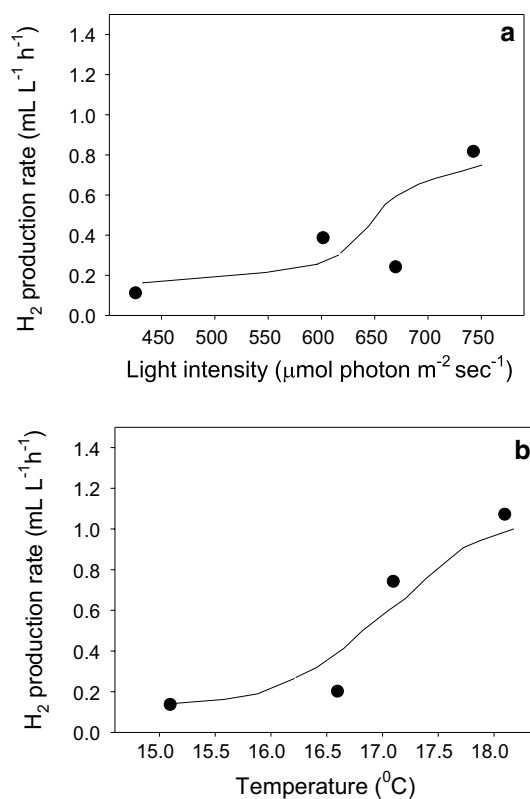 a
1.4
1.2
1.0
0.8
0.6
0.4
0.2
0.0
H₂ production rate (mL L⁻¹ h⁻¹)
450 500 550 600 650 700 750
Light intensity (μmol photon m⁻² sec⁻¹)
b
1.4
1.2
1.0
0.8
0.6
0.4
0.2
0.0
H₂ production rate (mL L⁻¹h⁻¹)
15.0 15.5 16.0 16.5 17.0 17.5 18.0
Temperature (⁰C)